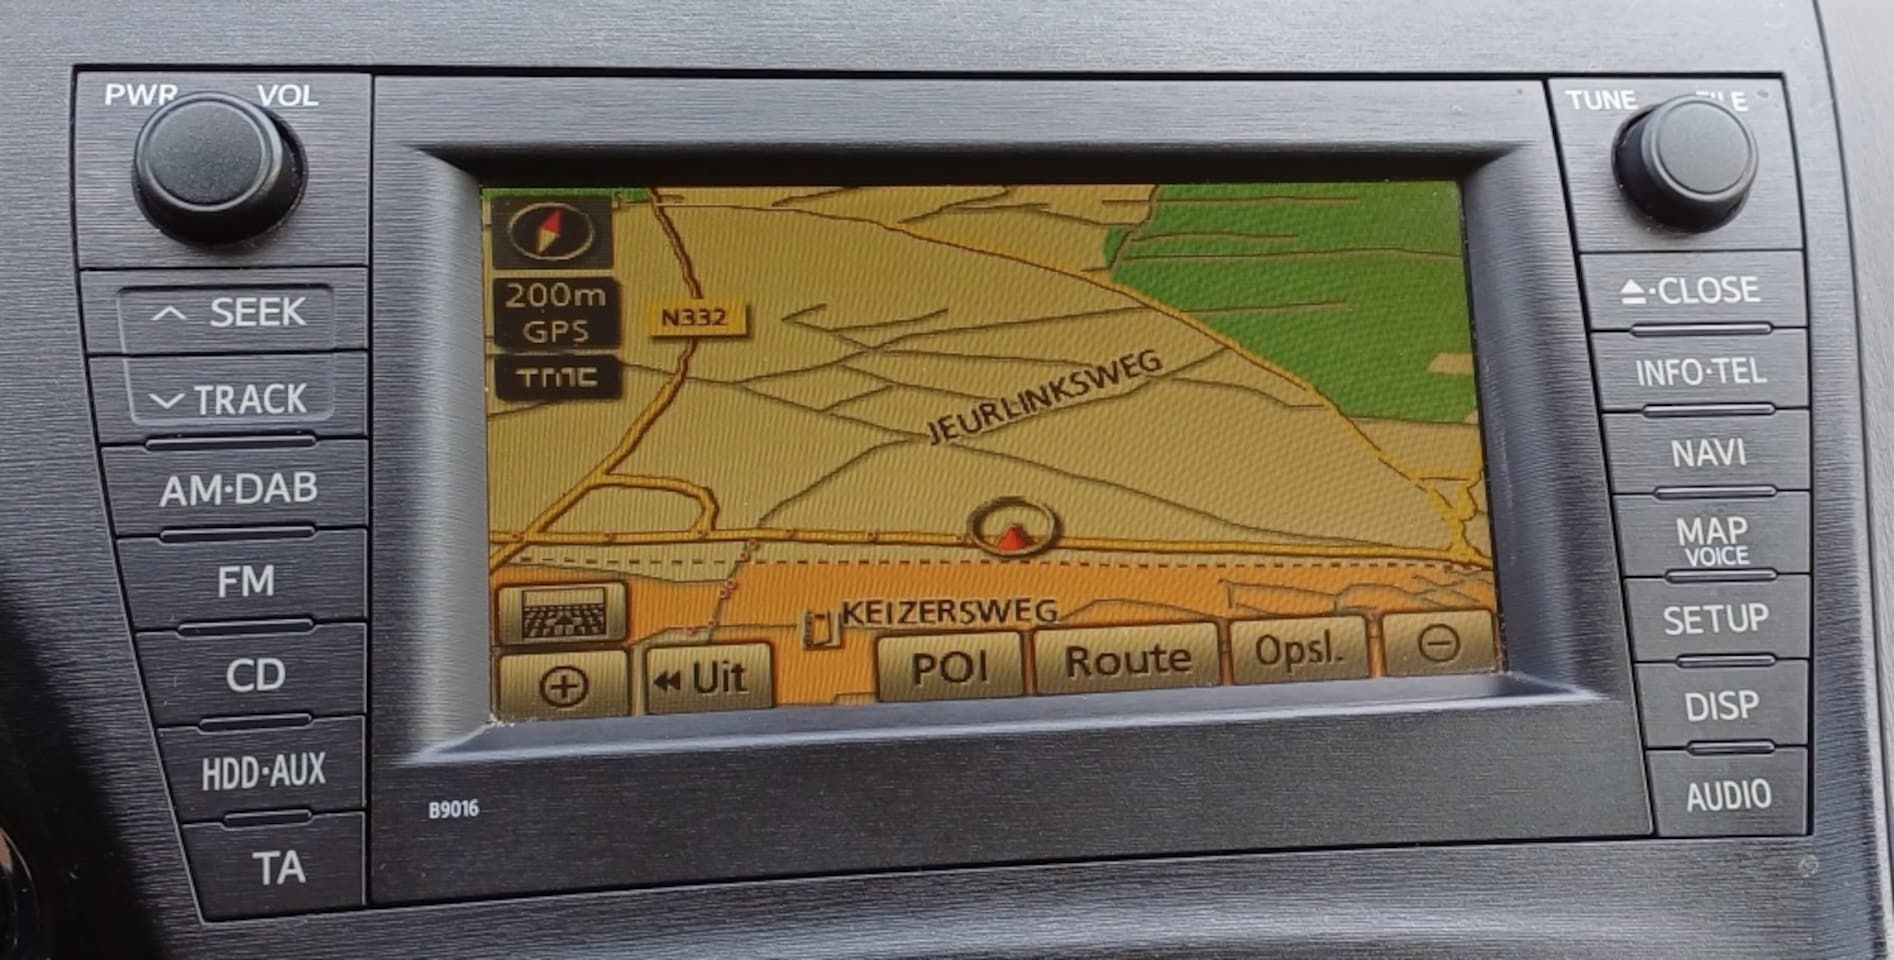 PWR VOL
SEEK
TRACK
AM·DAB
FM
CD
HDD·AUX
TA
200m
GPS
TMC
N332
JEURLINKSWEG
KEIZERSWEG
Uit
POI
Route
Opsl.
B9016
TUNE
CLOSE
INFO·TEL
NAVI
MAP
VOICE
SETUP
DISP
AUDIO